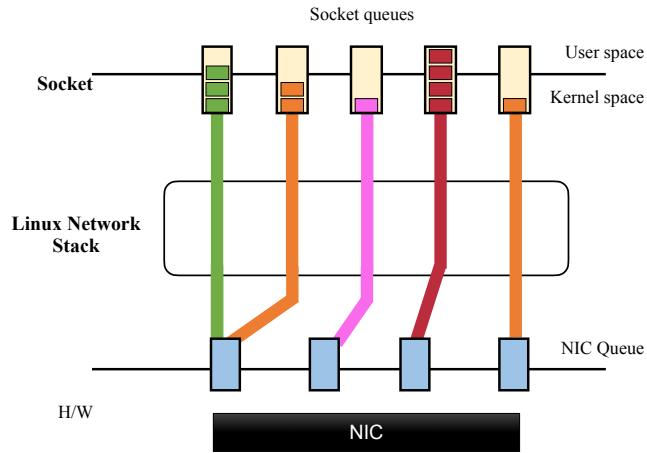 Socket queues
User space
Socket
Kernel space
Linux Network
Stack
NIC Queue
H/W
NIC